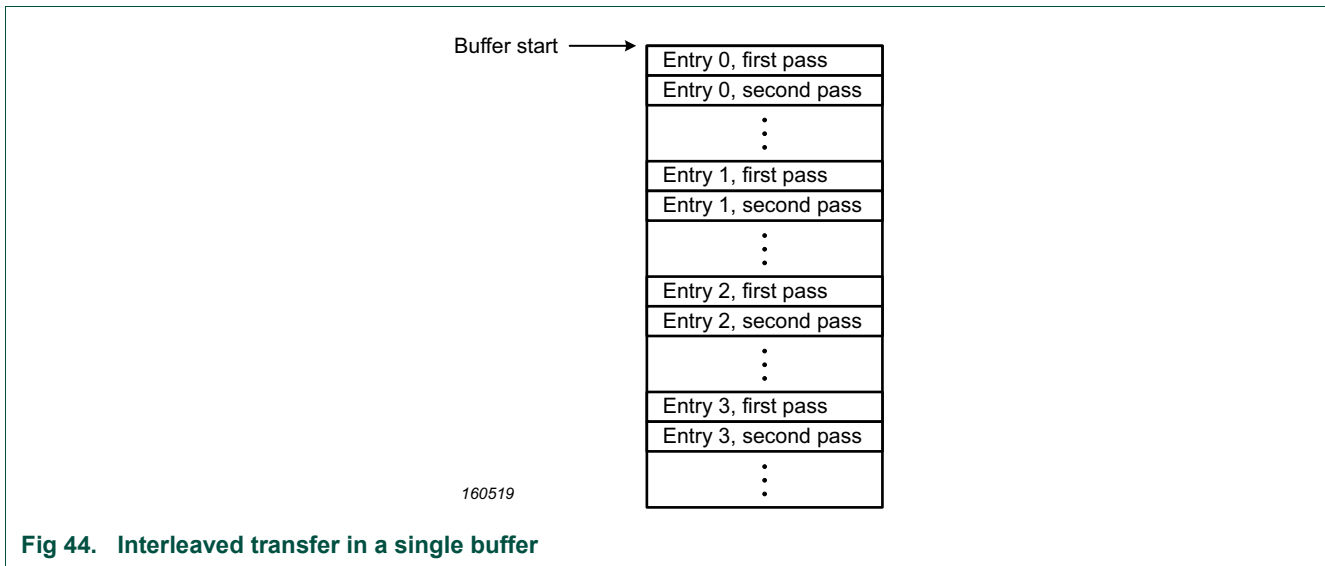 Buffer start
Entry 0, first pass
Entry 0, second pass
Entry 1, first pass
Entry 1, second pass
Entry 2, first pass
Entry 2, second pass
Entry 3, first pass
Entry 3, second pass
160519
Fig 44. Interleaved transfer in a single buffer